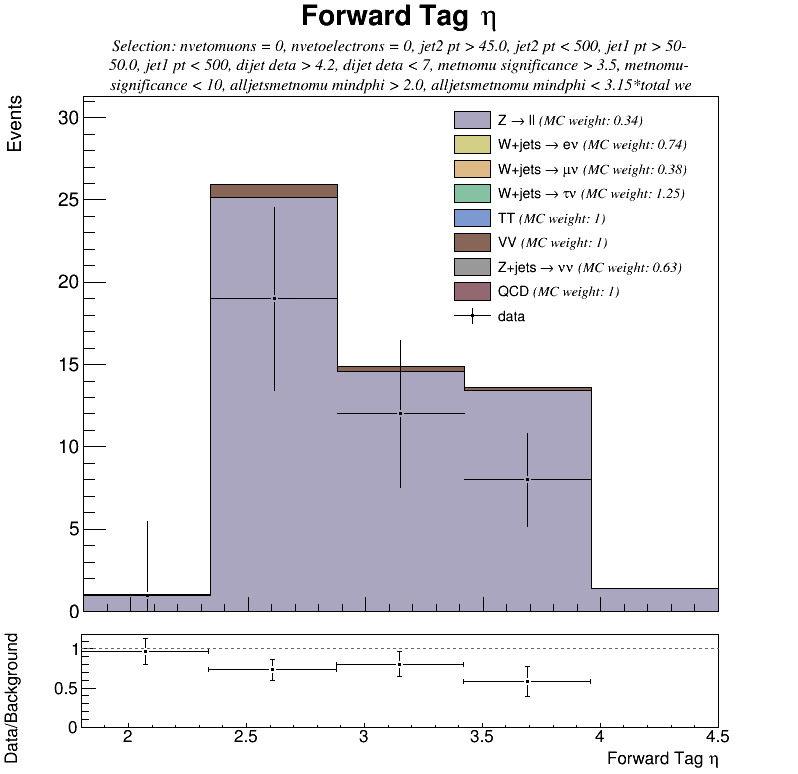 Forward Tag η
Selection: nvetomuons = 0, nvetoelectrons = 0, jet2 pt > 45.0, jet2 pt < 500, jet1 pt > 50-
50.0, jet1 pt < 500, dijet deta > 4.2, dijet deta < 7, metnomu significance > 3.5, metnomu-
significance < 10, alljetsmetnomu mindphi > 2.0, alljetsmetnomu mindphi < 3.15*total we
Events
30
25
20
15
10
5
0
Z → ll (MC weight: 0.34)
W+jets → eν (MC weight: 0.74)
W+jets → μν (MC weight: 0.38)
W+jets → τν (MC weight: 1.25)
TT (MC weight: 1)
VV (MC weight: 1)
Z+jets → νν (MC weight: 0.63)
QCD (MC weight: 1)
data
Data/Background
1
0.5
0
2 2.5 3 3.5 4 4.5
Forward Tag η